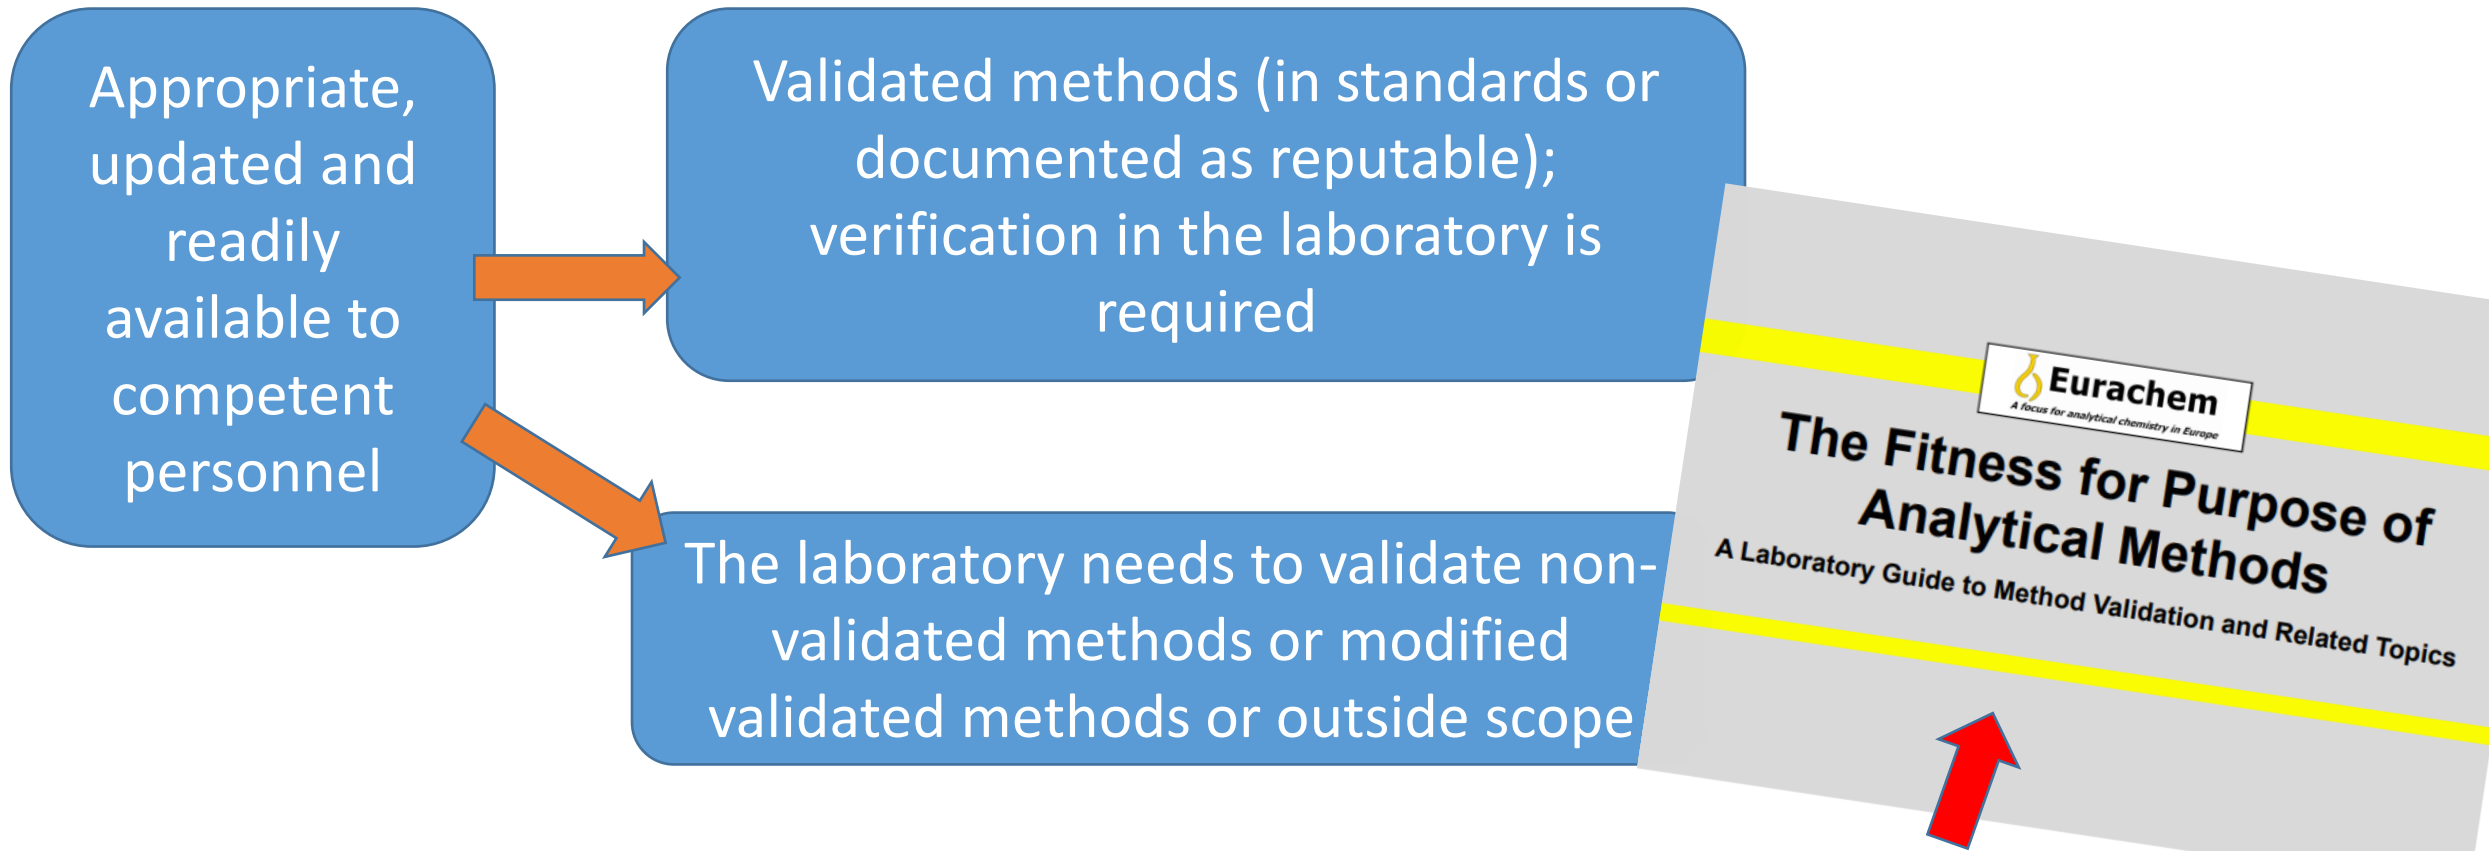 Appropriate,
updated and
readily
available to
competent
personnel
Validated methods (in standards or
documented as reputable);
verification in the laboratory is
required
The laboratory needs to validate non-
validated methods or modified
validated methods or outside scope
Eurachem
A focus for analytical chemistry in Europe
The Fitness for Purpose of
Analytical Methods
A Laboratory Guide to Method Validation and Related Topics